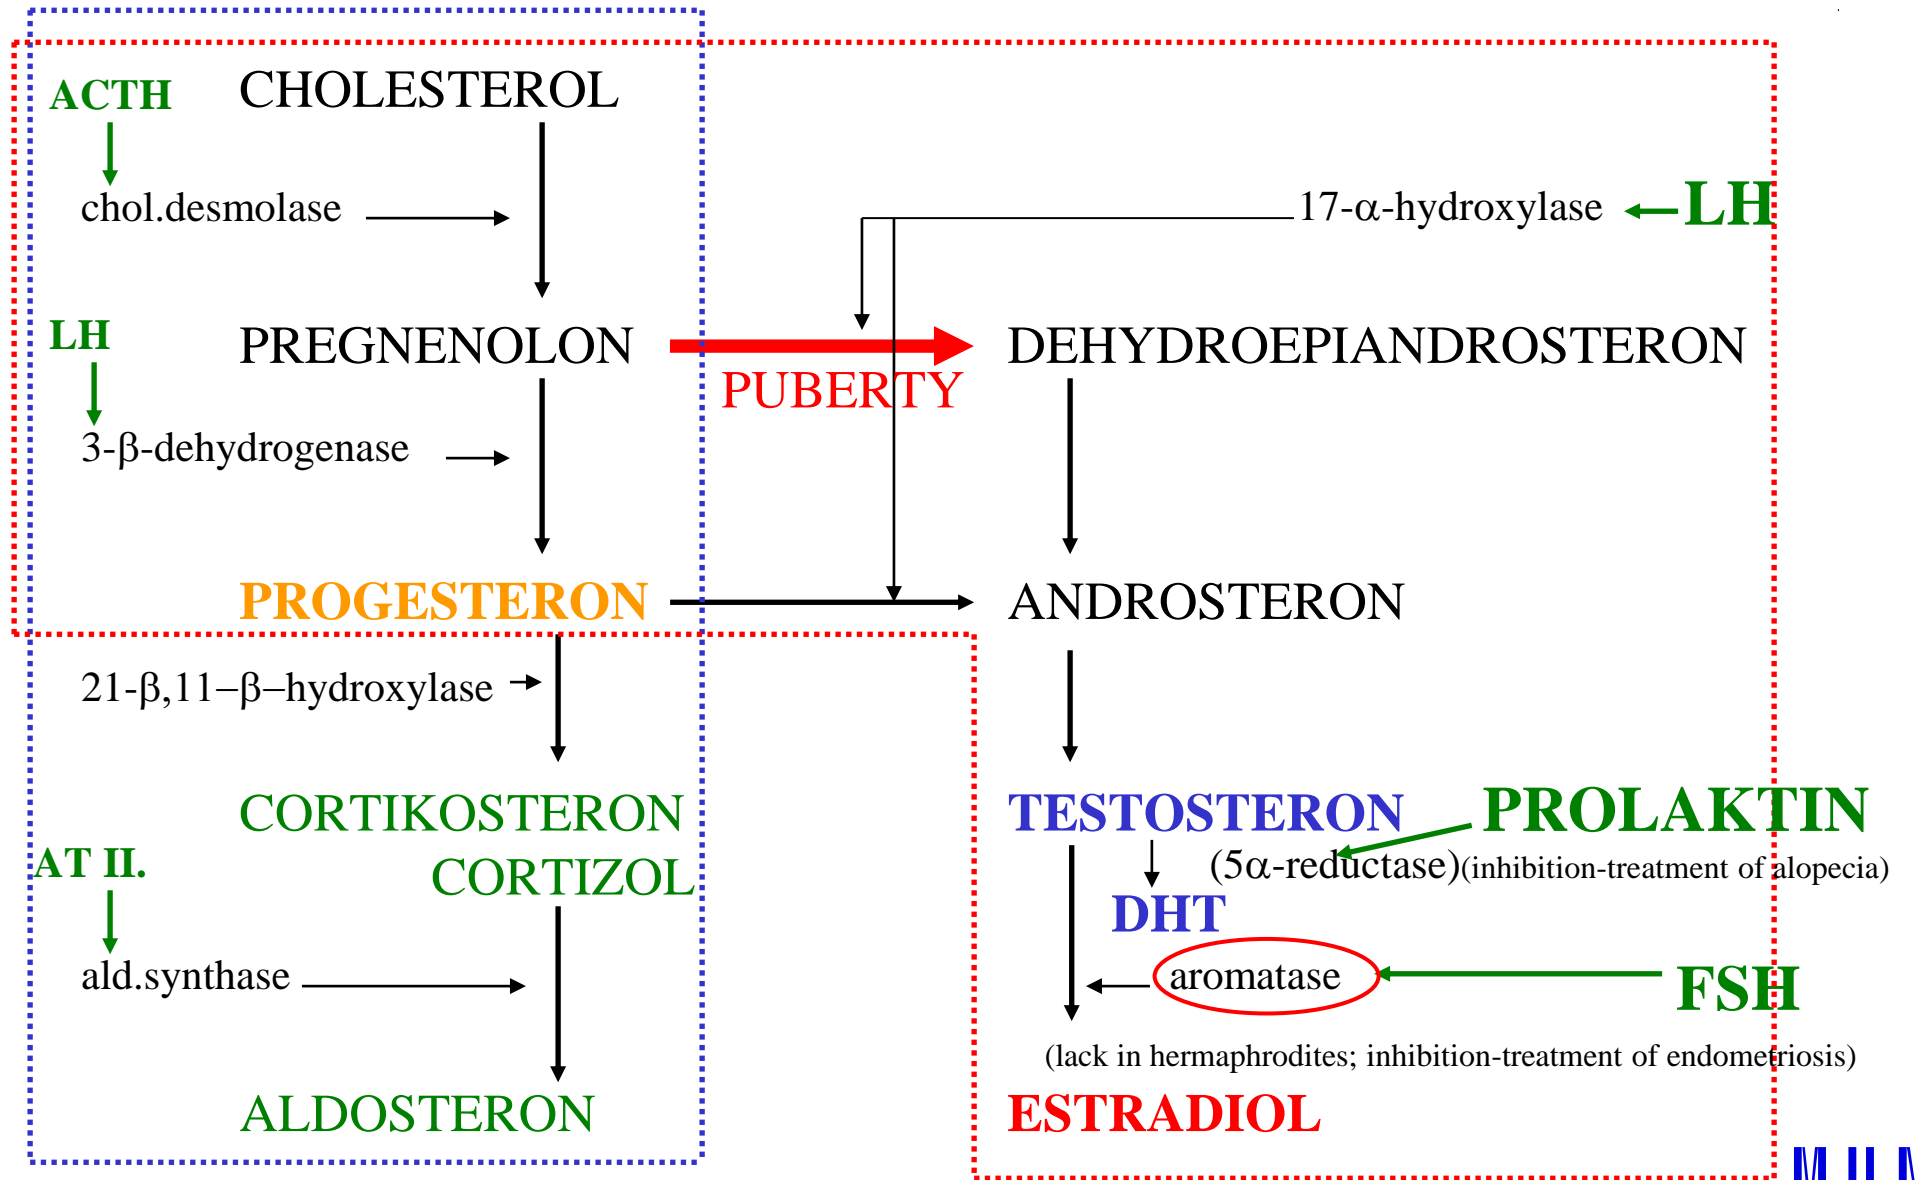 ACTH
CHOLESTEROL
chol.desmolase
17-α-hydroxylase
LH
LH
PREGNENOLON
DEHYDROEPIANDROSTERON
PUBERTY
3-β-dehydrogenase
PROGESTERON
ANDROSTERON
21-β,11–β–hydroxylase
CORTIKOSTERON
TESTOSTERON
PROLAKTIN
AT II.
CORTIZOL
(5α-reductase)(inhibition-treatment of alopecia)
DHT
ald.synthase
aromatase
FSH
(lack in hermaphrodites; inhibition-treatment of endometriosis)
ALDOSTERON
ESTRADIOL